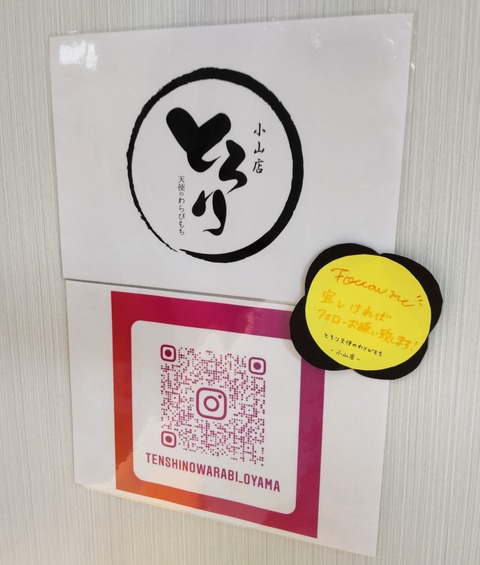 とろり
小山店
天使のわらびもち
Follow me
宜しければ
フォローお願い致します!
とろり天使のわらびもち
-小山店-
TENSHINOWARABI_OYAMA